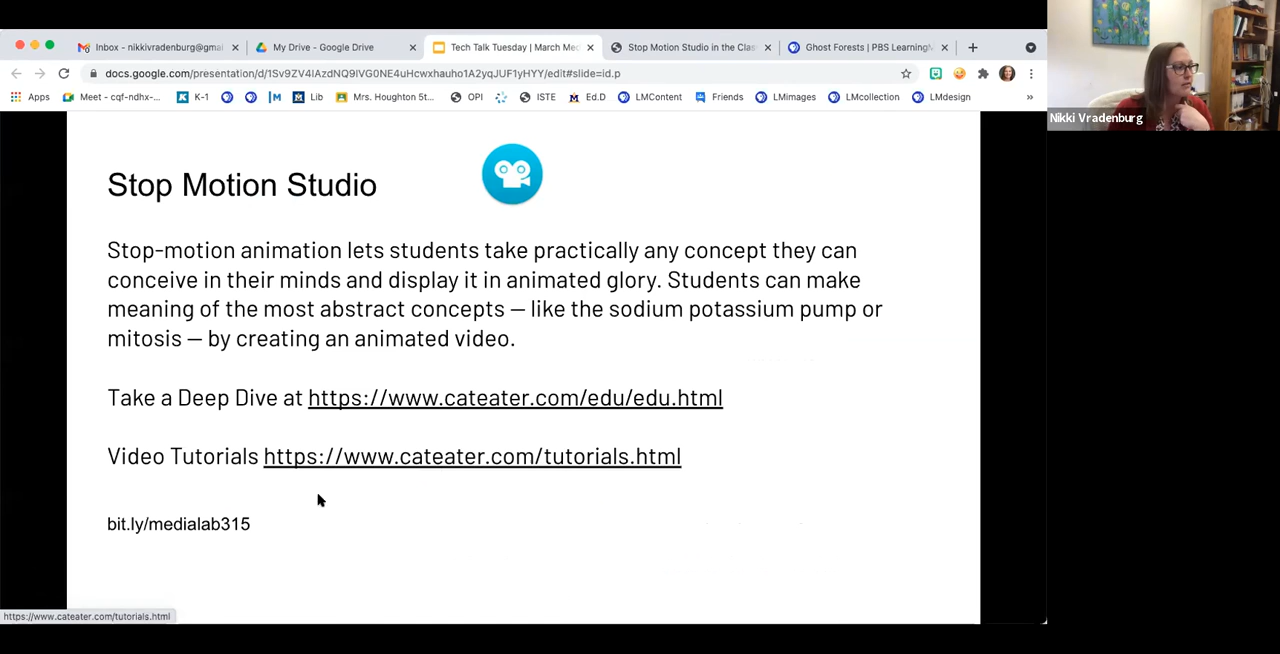 Inbox - nikkivradenburg@gmai
My Drive - Google Drive
Tech Talk Tuesday | March Med
Stop Motion Studio in the Clas
Ghost Forests | PBS LearningM
docs.google.com/presentation/d/1Sv9ZV4IAzdNQ9lVG0NE4uHcwxhauho1A2yqJUF1yHYY/edit#slide=id.p
Apps
Meet - cqf-ndhx-...
K-1
Lib
Mrs. Houghton 5t...
OPI
ISTE
Ed.D
LMContent
Friends
LMimages
LMcollection
LMdesign
»
Nikki Vradenburg
Stop Motion Studio
Stop-motion animation lets students take practically any concept they can
conceive in their minds and display it in animated glory. Students can make
meaning of the most abstract concepts — like the sodium potassium pump or
mitosis — by creating an animated video.
Take a Deep Dive at https://www.cateater.com/edu/edu.html
Video Tutorials https://www.cateater.com/tutorials.html
bit.ly/medialab315
https://www.cateater.com/tutorials.html